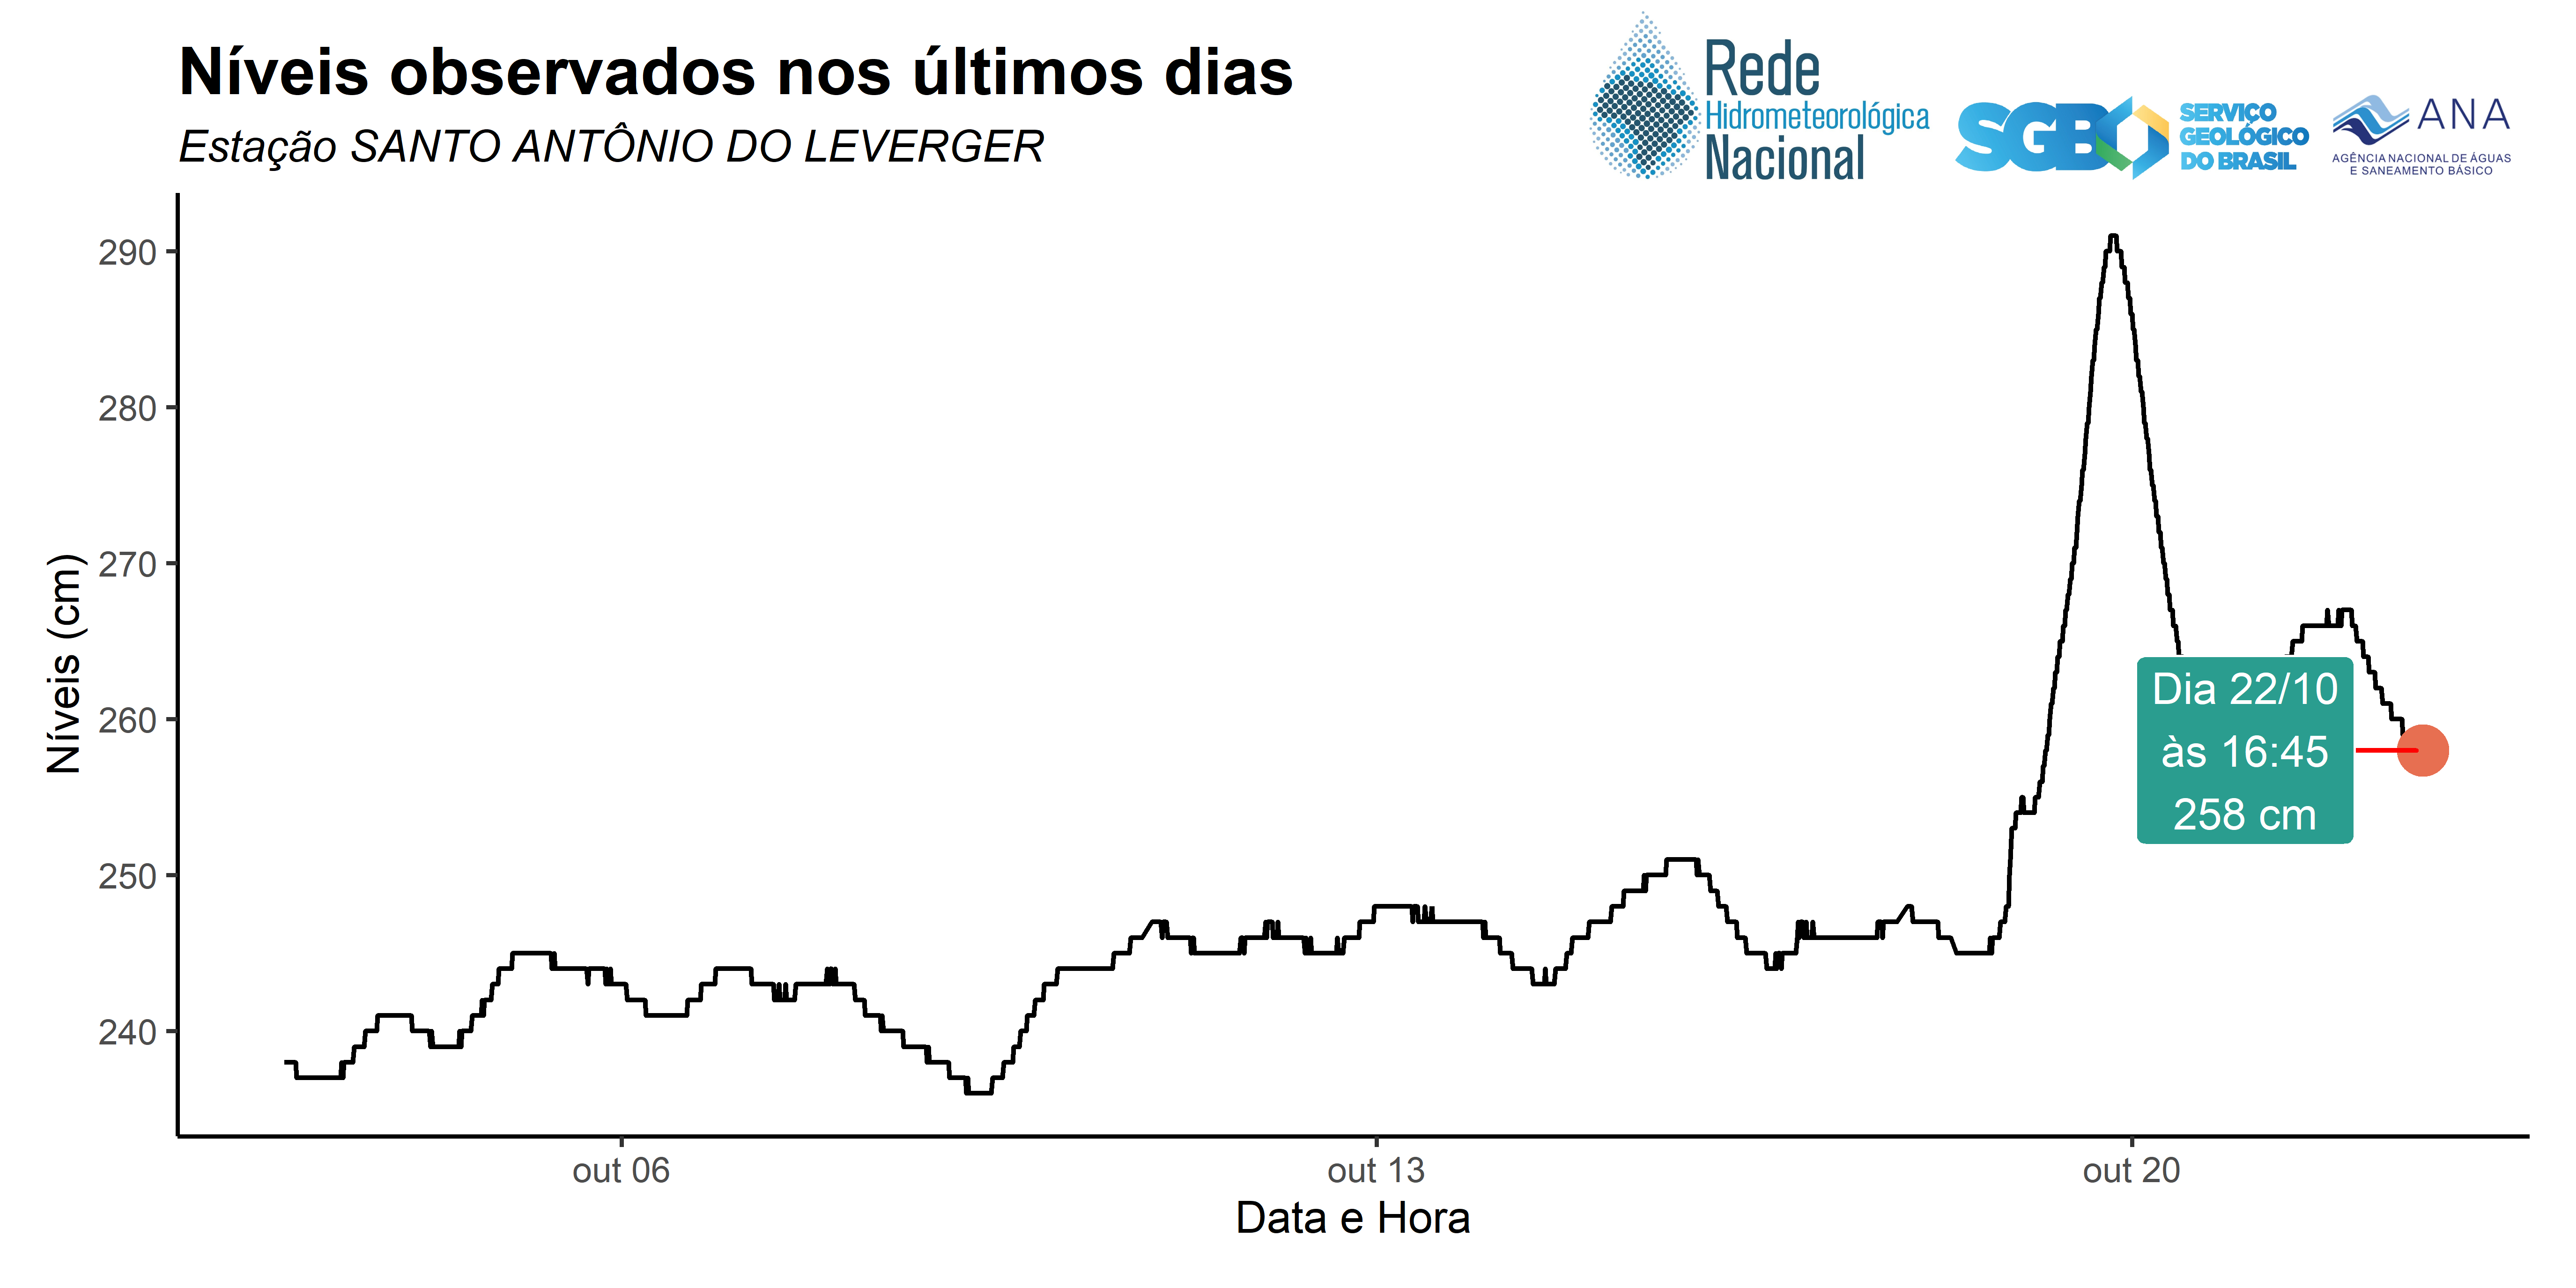 Níveis observados nos últimos dias
Estação SANTO ANTÔNIO DO LEVERGER
Rede
Hidrometeorológica
Nacional
SGB
SERVIÇO
GEOLÓGICO
DO BRASIL
ANA
AGÊNCIA NACIONAL DE ÁGUAS
E SANEAMENTO BÁSICO
Níveis (cm)
290
280
270
260
250
240
Dia 22/10
às 16:45
258 cm
out 06
out 13
out 20
Data e Hora